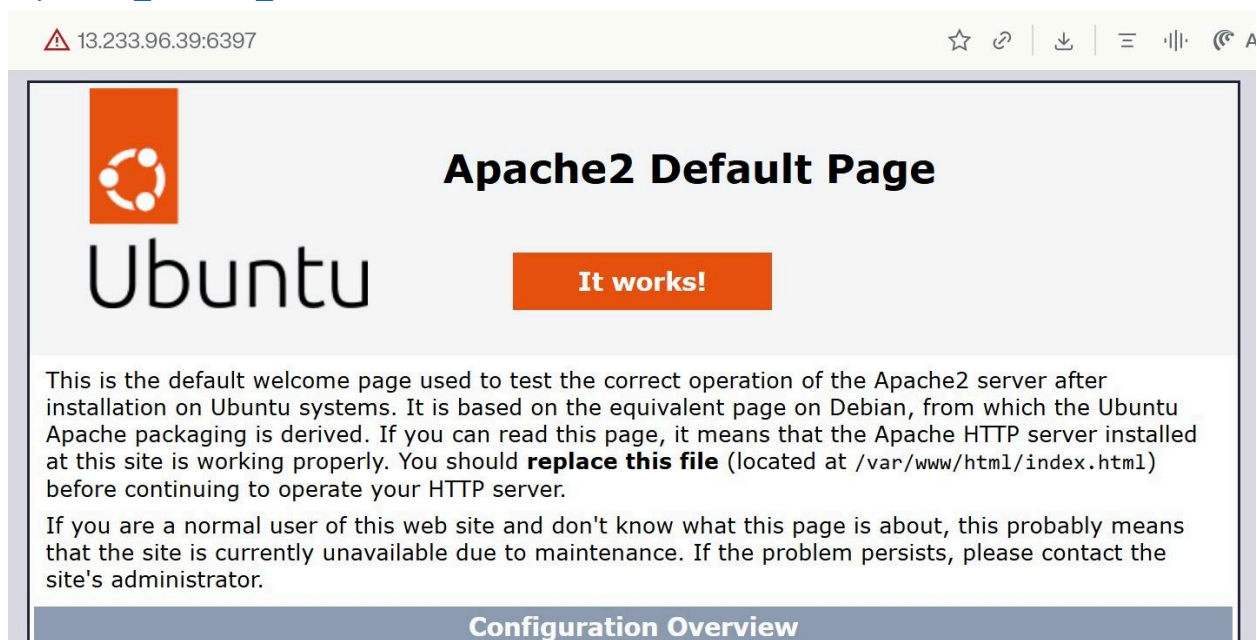 13.233.96.39:6397
A
Apache2 Default Page
Ubuntu
It works!
This is the default welcome page used to test the correct operation of the Apache2 server after
installation on Ubuntu systems. It is based on the equivalent page on Debian, from which the Ubuntu
Apache packaging is derived. If you can read this page, it means that the Apache HTTP server installed
at this site is working properly. You should replace this file (located at /var/www/html/index.html)
before continuing to operate your HTTP server.
If you are a normal user of this web site and don't know what this page is about, this probably means
that the site is currently unavailable due to maintenance. If the problem persists, please contact the
site's administrator.
Configuration Overview